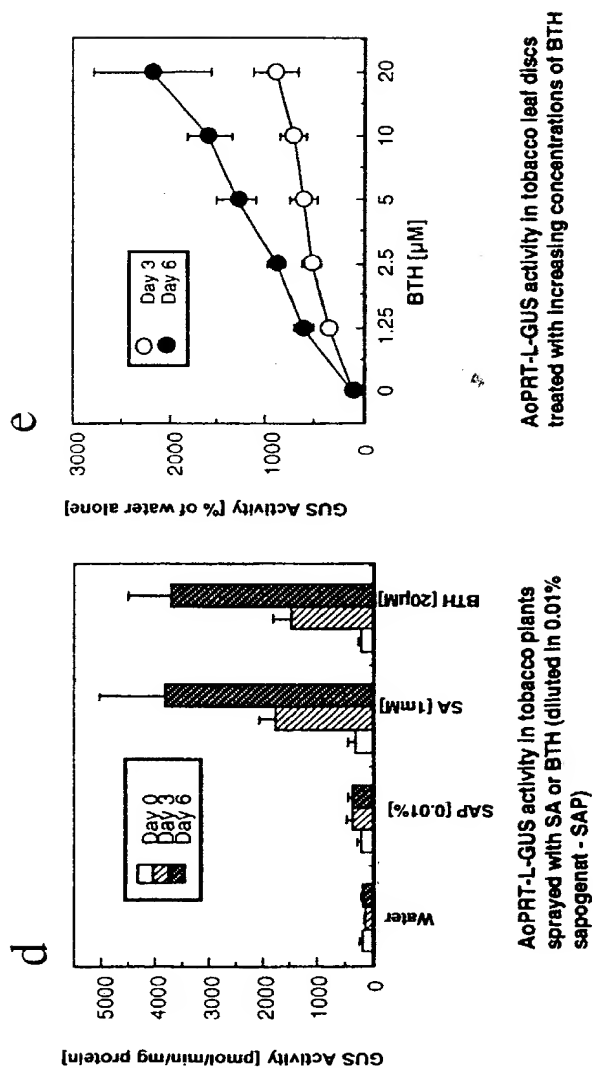 d
GUS Activity [pmol/min/mg protein]
5000
4000
3000
2000
1000
0
Day 0
Day 3
Day 6
Water
SAP [0.01%]
SA [1mM]
BTH [20µM]
AoPRT-L-GUS activity in tobacco plants
sprayed with SA or BTH (diluted in 0.01%
sapogenat - SAP)
e
GUS Activity [% of water alone]
3000
2000
1000
0
Day 3
Day 6
0
1.25
2.5
5
10
20
BTH [µM]
AoPRT-L-GUS activity in tobacco leaf discs
treated with increasing concentrations of BTH